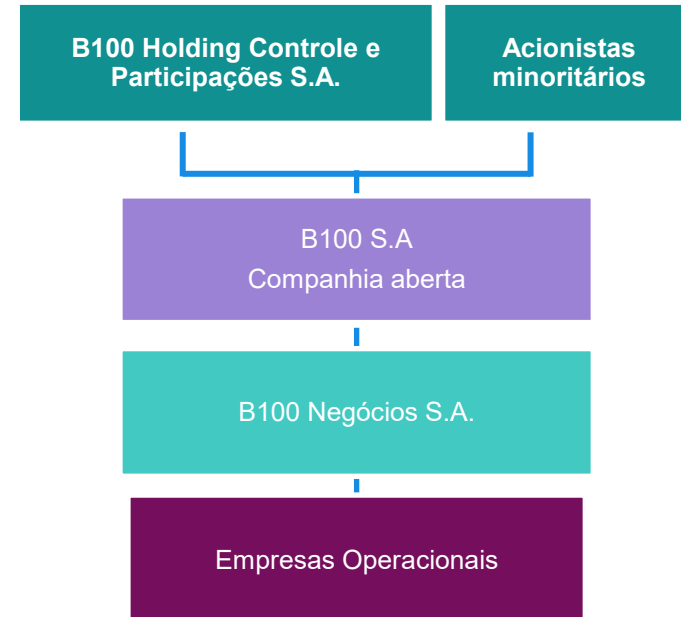 B100 Holding Controle e
Participações S.A.
Acionistas
minoritários
B100 S.A
Companhia aberta
B100 Negócios S.A.
Empresas Operacionais